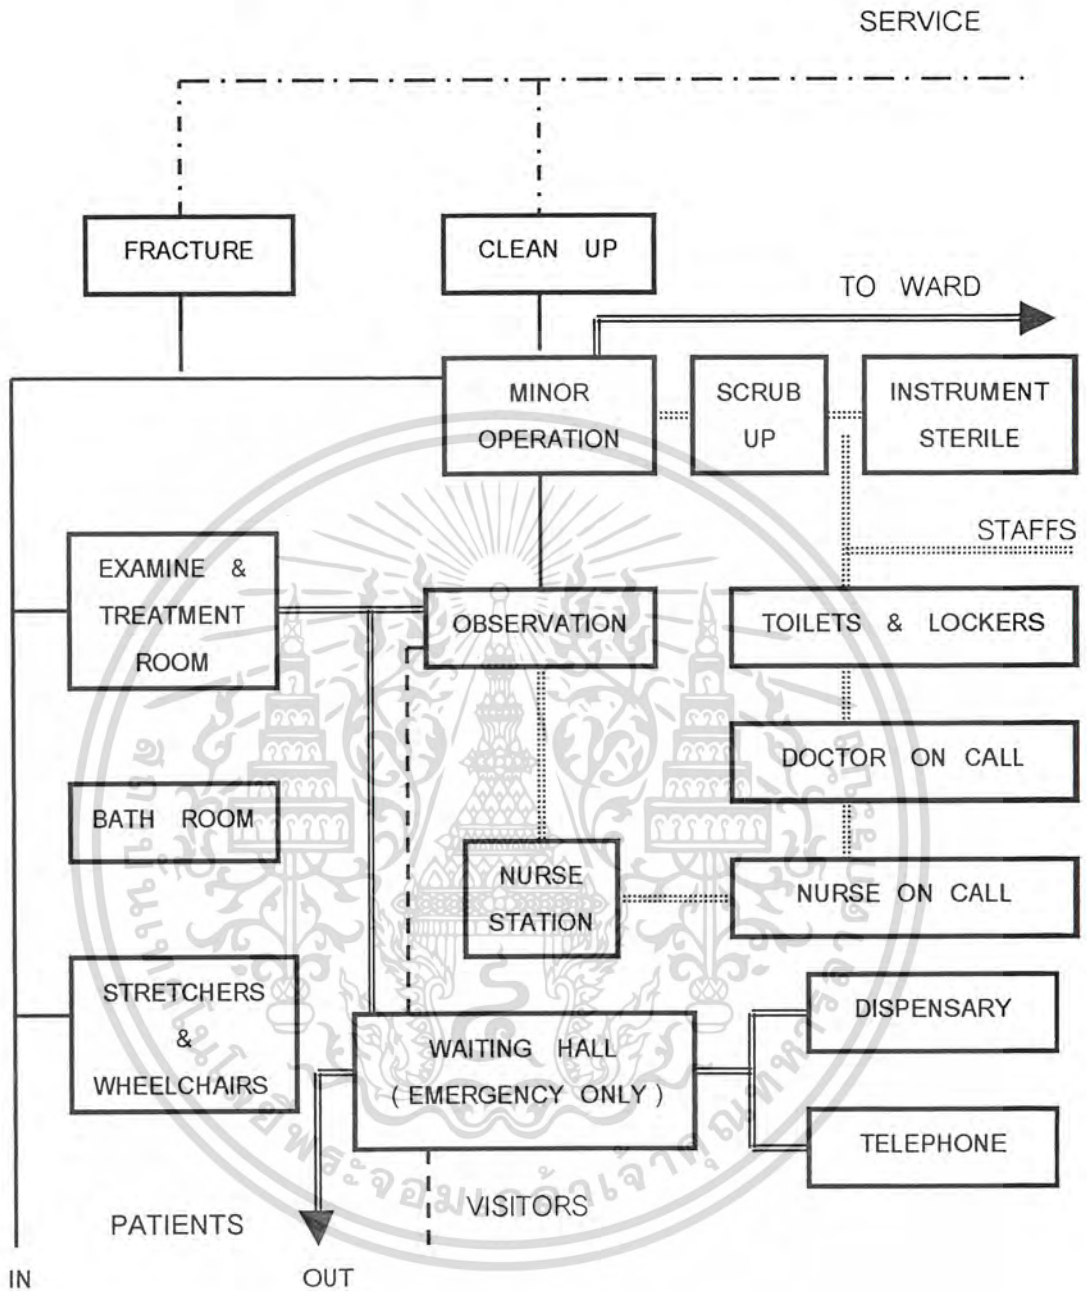 SERVICE
FRACTURE
CLEAN UP
TO WARD
MINOR
OPERATION
SCRUB
UP
INSTRUMENT
STERILE
STAFFS
EXAMINE &
TREATMENT
ROOM
OBSERVATION
TOILETS & LOCKERS
DOCTOR ON CALL
BATH ROOM
NURSE
STATION
NURSE ON CALL
STRETCHERS
&
WHEELCHAIRS
WAITING HALL
( EMERGENCY ONLY )
DISPENSARY
TELEPHONE
PATIENTS
VISITORS
IN
OUT